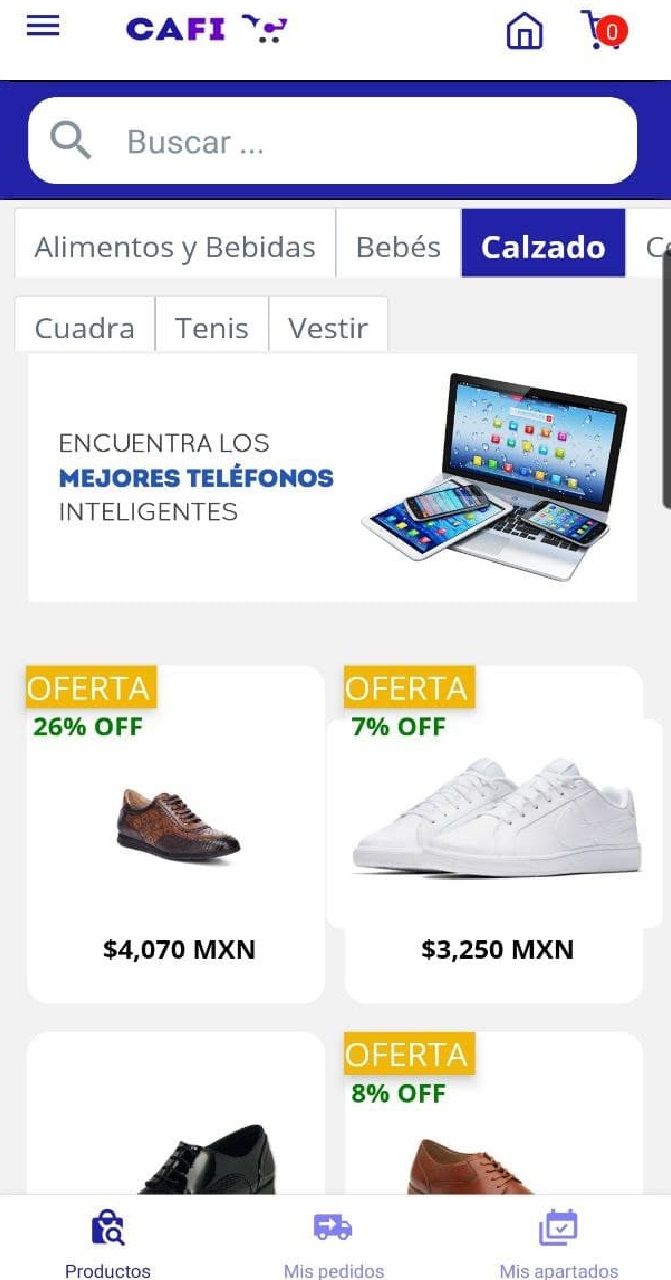 CAFI
0
Buscar ...
Alimentos y Bebidas
Bebés
Calzado
Cuadra
Tenis
Vestir
ENCUENTRA LOS
MEJORES TELÉFONOS
INTELIGENTES
OFERTA
26% OFF
$4,070 MXN
OFERTA
7% OFF
$3,250 MXN
OFERTA
8% OFF
Productos
Mis pedidos
Mis apartados